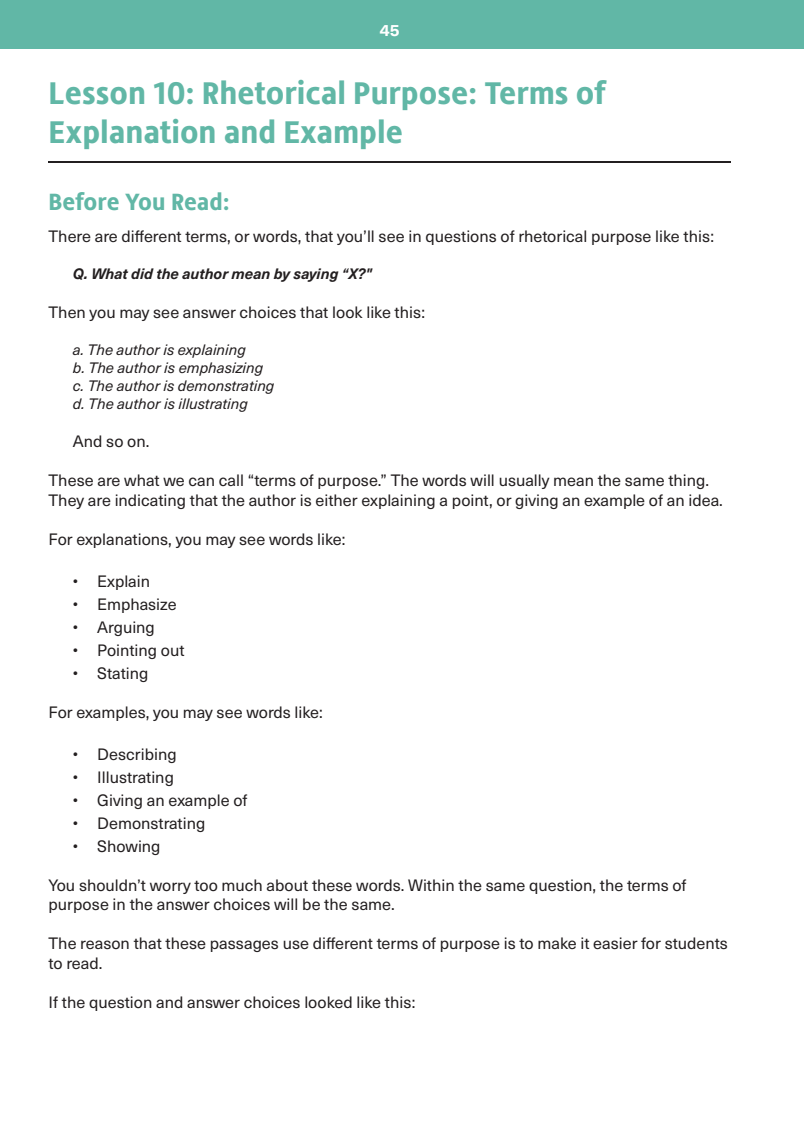 45
Lesson 10: Rhetorical Purpose: Terms of
Explanation and Example
Before You Read:
There are different terms, or words, that you’ll see in questions of rhetorical purpose like this:
Q. What did the author mean by saying “X?"
Then you may see answer choices that look like this:
a. The author is explaining
b. The author is emphasizing
c. The author is demonstrating
d. The author is illustrating
And so on.
These are what we can call “terms of purpose.” The words will usually mean the same thing.
They are indicating that the author is either explaining a point, or giving an example of an idea.
For explanations, you may see words like:
• Explain
• Emphasize
• Arguing
• Pointing out
• Stating
For examples, you may see words like:
• Describing
• Illustrating
• Giving an example of
• Demonstrating
• Showing
You shouldn’t worry too much about these words. Within the same question, the terms of
purpose in the answer choices will be the same.
The reason that these passages use different terms of purpose is to make it easier for students
to read.
If the question and answer choices looked like this: